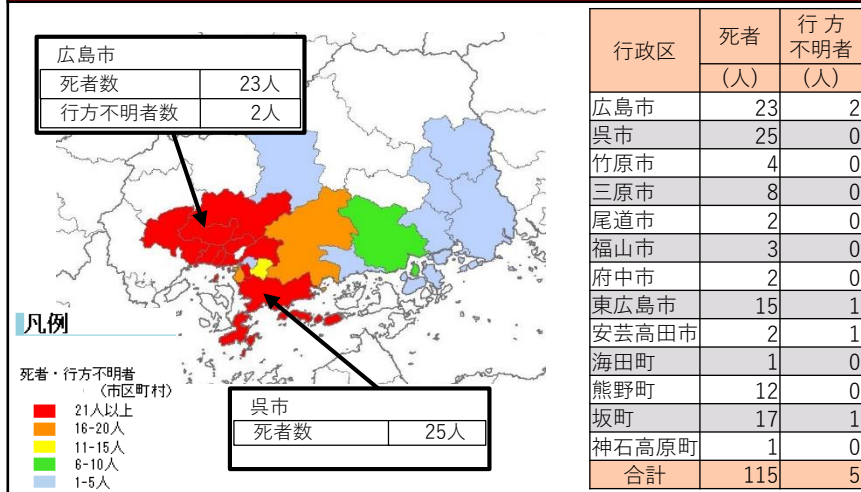 広島市
死者数 23人
行方不明者数 2人
凡例
死者・行方不明者
(市区町村)
21人以上
16-20人
11-15人
6-10人
1-5人
呉市
死者数 25人
行政区 死者 行方不明者
(人) (人)
広島市 23 2
呉市 25 0
竹原市 4 0
三原市 8 0
尾道市 2 0
福山市 3 0
府中市 2 0
東広島市 15 1
安芸高田市 2 1
海田町 1 0
熊野町 12 0
坂町 17 1
神石高原町 1 0
合計 115 5